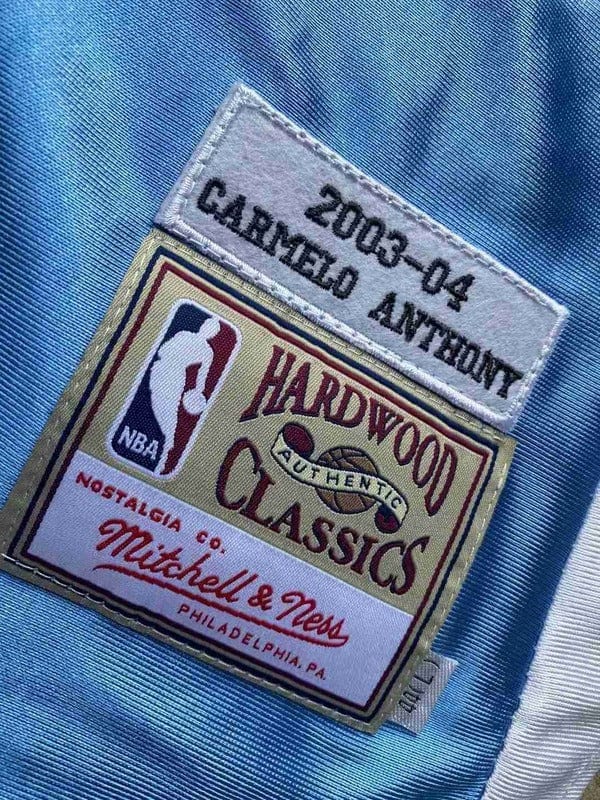 2003-04
CARMELO ANTHONY
HARDWOOD
AUTHENTIC
CLASSICS
NBA
NOSTALGIA CO.
Mitchell & Ness
PHILADELPHIA, PA.